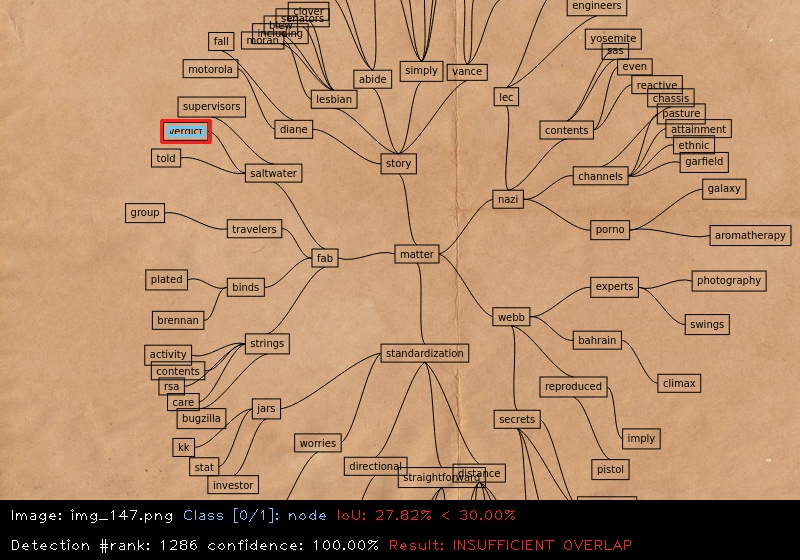 engineers
clover
senators
blew
including
moran
fall
yosemite
sas
motorola
abide
simply
vance
even
lesbian
lec
reactive
chassis
supervisors
pasture
verdict
diane
contents
attainment
told
story
ethnic
garfield
saltwater
channels
galaxy
nazi
group
travelers
porno
aromatherapy
fab
matter
plated
binds
experts
photography
brennan
webb
swings
strings
bahrain
activity
standardization
contents
rsa
reproduced
climax
care
jars
bugzilla
secrets
kk
worries
imply
stat
directional
straightforward
distance
pistol
investor
Image: img_147.png Class [0/1]: node IoU: 27.82% < 30.00%
Detection #rank: 1286 confidence: 100.00% Result: INSUFFICIENT OVERLAP